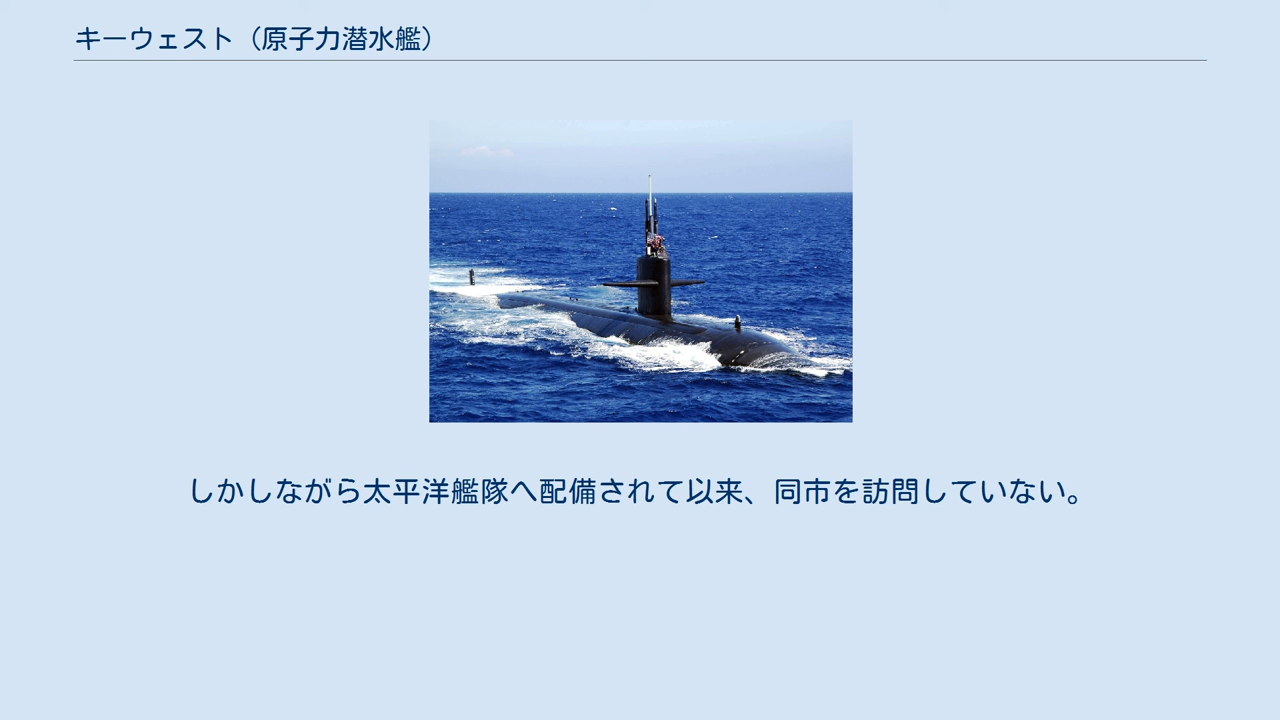 キーウェスト（原子力潜水艦）
しかしながら太平洋艦隊へ配備されて以来、同市を訪問していない。